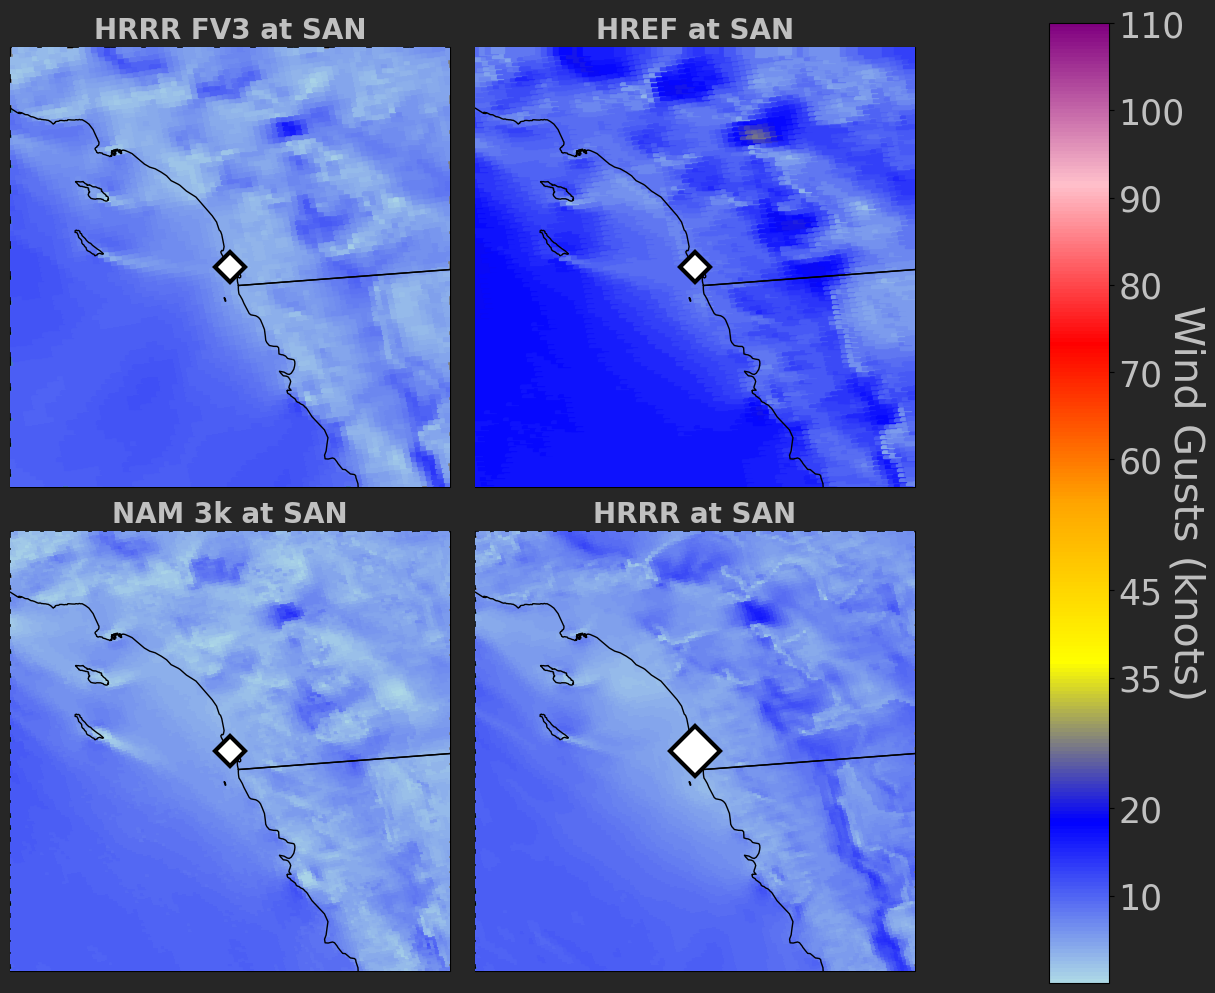 HRRR FV3 at SAN
HREF at SAN
NAM 3k at SAN
HRRR at SAN
110
100
90
80
70
60
45
35
20
10
Wind Gusts (knots)